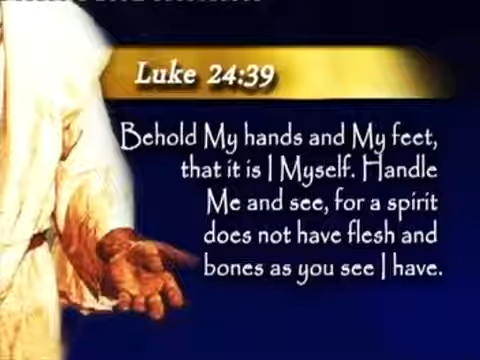 Luke 24:39
Behold My hands and My feet,
that it is I Myself. Handle
Me and see, for a spirit
does not have flesh and
bones as you see I have.